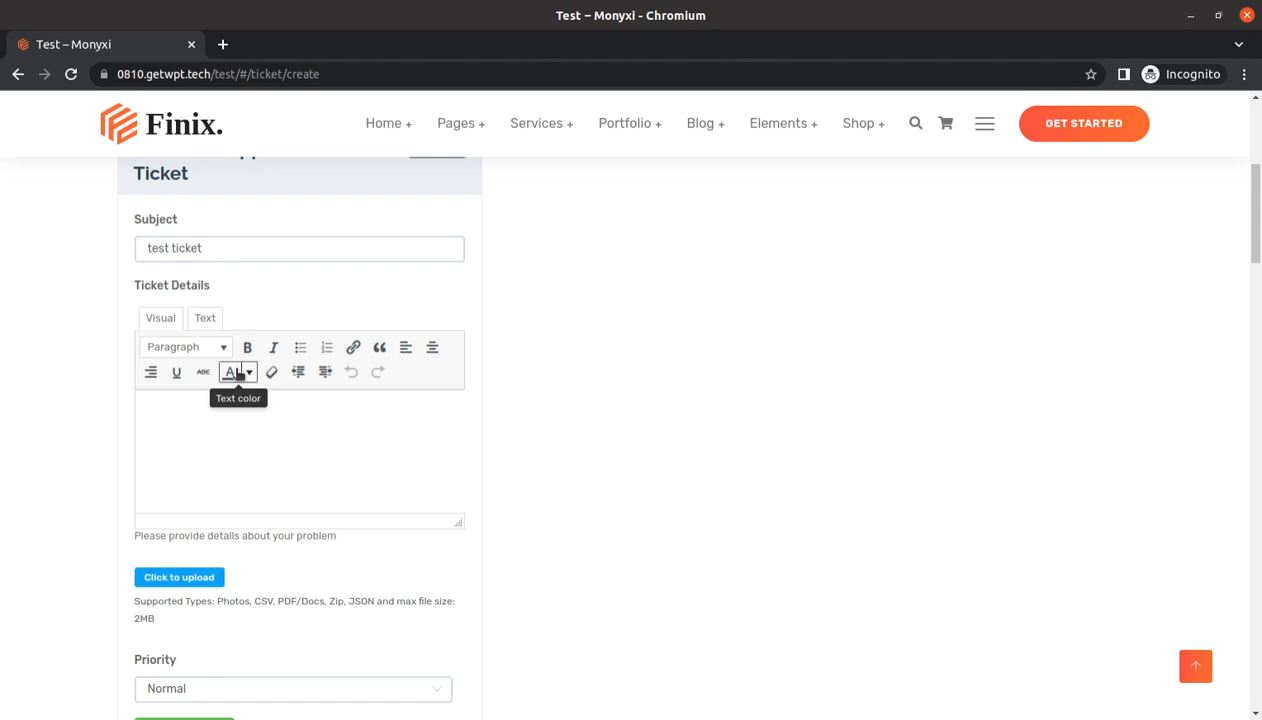 Test – Monyxi - Chromium
Test – Monyxi
0810.getwpt.tech/test/#/ticket/create
Incognito
Finix.
Home +
Pages +
Services +
Portfolio +
Blog +
Elements +
Shop +
GET STARTED
Ticket
Subject
test ticket
Ticket Details
Visual
Text
Paragraph
B
I
U
ABC
A
Text color
Please provide details about your problem
Click to upload
Supported Types: Photos, CSV, PDF/Docs, Zip, JSON and max file size:
2MB
Priority
Normal